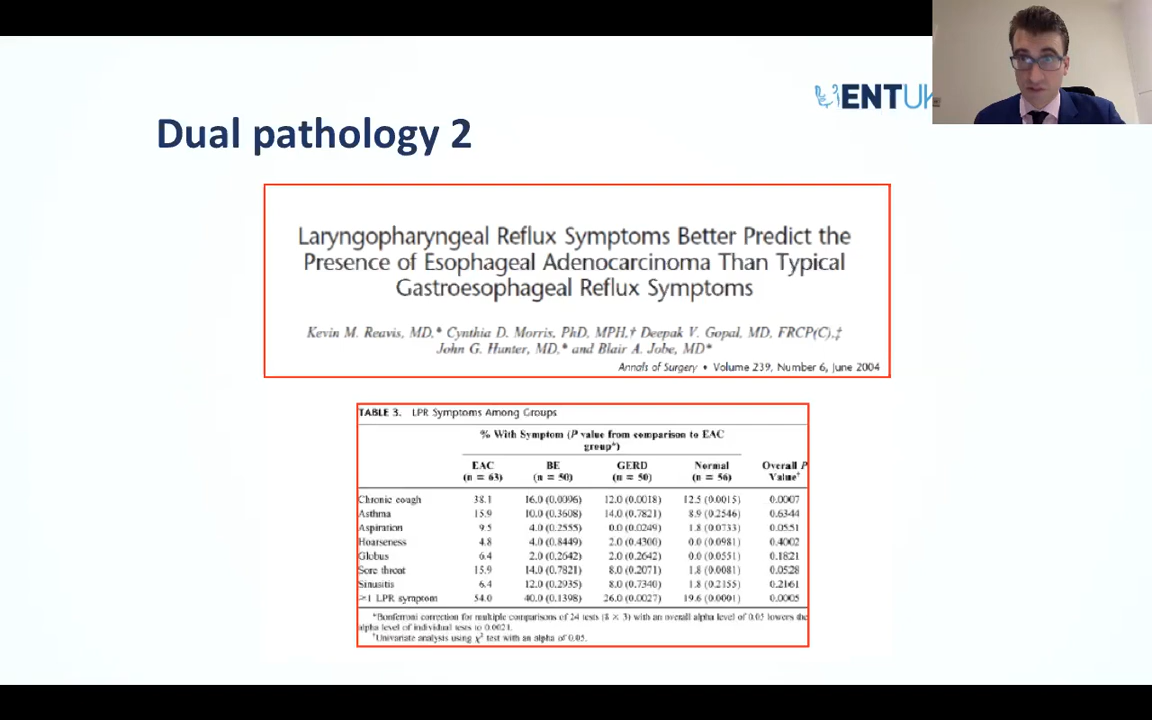 ENTUK
Dual pathology 2
Laryngopharyngeal Reflux Symptoms Better Predict the
Presence of Esophageal Adenocarcinoma Than Typical
Gastroesophageal Reflux Symptoms
Kevin M. Reavis, MD,* Cynthia D. Morris, PhD, MPH,† Deepak V. Gopal, MD, FRCP(C),‡
John G. Hunter, MD,* and Blair A. Jobe, MD*
Annals of Surgery • Volume 239, Number 6, June 2004
TABLE 3. LPR Symptoms Among Groups
% With Symptom (P value from comparison to EAC
group*)
EAC BE GERD Normal Overall P
(n = 63) (n = 50) (n = 50) (n = 56) Value†
Chronic cough 38.1 16.0 (0.0096) 12.0 (0.0018) 12.5 (0.0015) 0.0007
Asthma 15.9 10.0 (0.3608) 14.0 (0.7821) 8.9 (0.2546) 0.6344
Aspiration 9.5 4.0 (0.2555) 0.0 (0.0249) 1.8 (0.0733) 0.0551
Hoarseness 4.8 4.0 (0.8449) 2.0 (0.4300) 0.0 (0.0981) 0.4002
Globus 6.4 2.0 (0.2642) 2.0 (0.2642) 0.0 (0.0551) 0.1821
Sore throat 15.9 14.0 (0.7821) 8.0 (0.2071) 1.8 (0.0081) 0.0528
Sinusitis 6.4 12.0 (0.2935) 8.0 (0.7340) 1.8 (0.2155) 0.2161
≥1 LPR symptom 54.0 40.0 (0.1398) 26.0 (0.0027) 19.6 (0.0001) 0.0005
*Bonferroni correction for multiple comparisons of 24 tests (8 × 3) with an overall alpha level of 0.05 lowers the
alpha level of individual tests to 0.0021.
†Univariate analysis using χ² test with an alpha of 0.05.